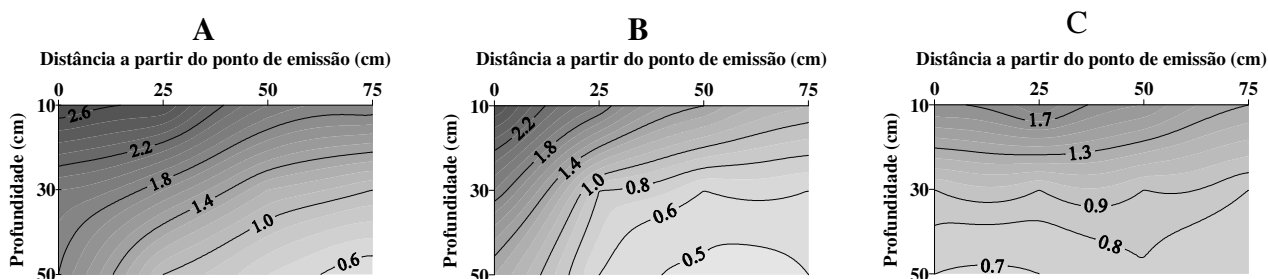 A
Distância a partir do ponto de emissão (cm)
0 25 50 75
10
30
50
Profundidade (cm)
2.6
2.2
1.8
1.4
1.0
0.6
B
Distância a partir do ponto de emissão (cm)
0 25 50 75
10
30
50
Profundidade (cm)
2.2
1.8
1.4
1.0
0.8
0.6
0.5
C
Distância a partir do ponto de emissão (cm)
0 25 50 75
10
30
50
Profundidade (cm)
1.7
1.3
0.9
0.8
0.7